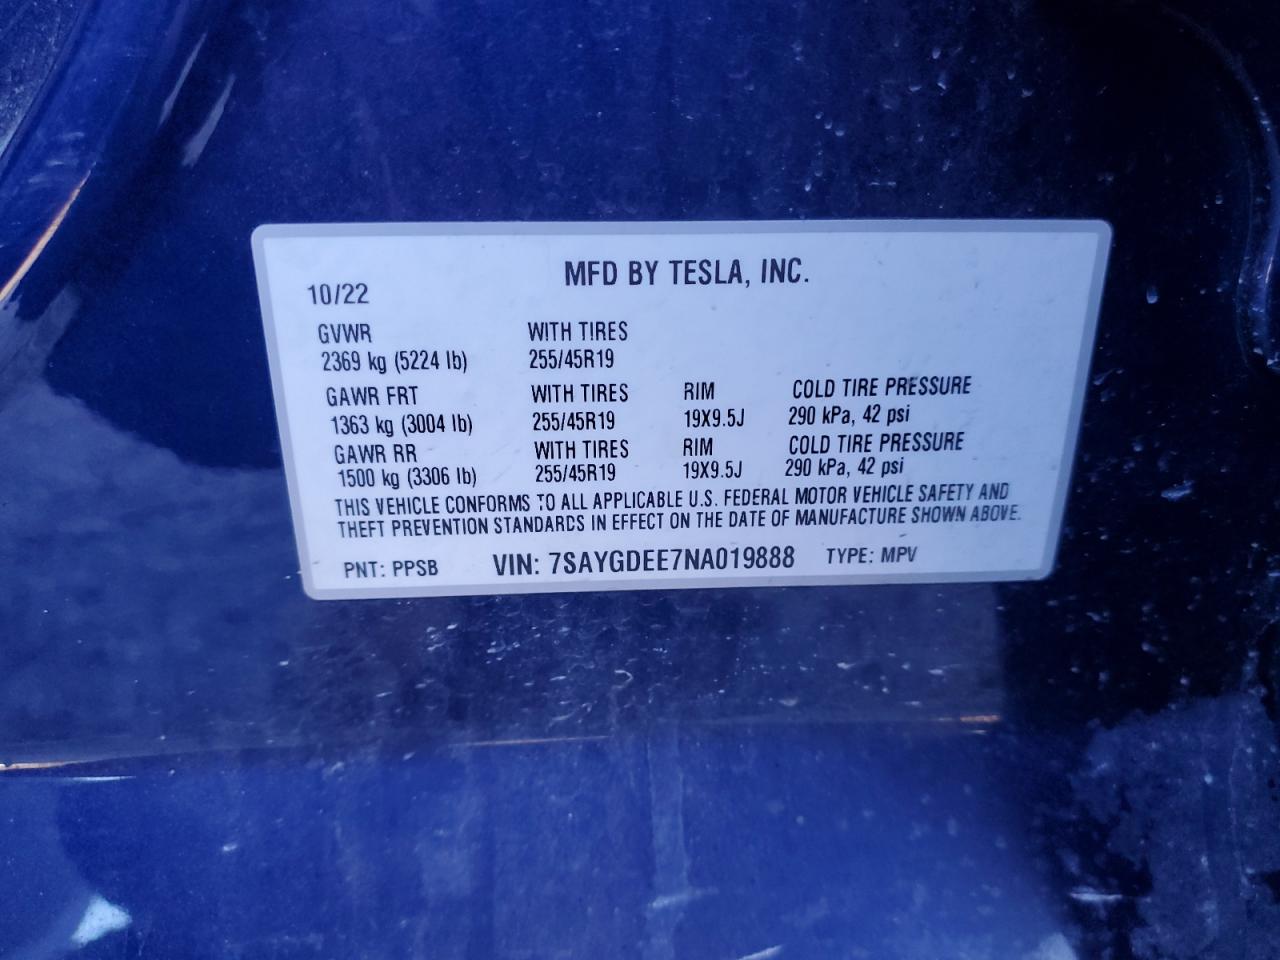 MFD BY TESLA, INC.
10/22
GVWR WITH TIRES
2369 kg (5224 lb) 255/45R19
GAWR FRT WITH TIRES RIM COLD TIRE PRESSURE
1363 kg (3004 lb) 255/45R19 19X9.5J 290 kPa, 42 psi
GAWR RR WITH TIRES RIM COLD TIRE PRESSURE
1500 kg (3306 lb) 255/45R19 19X9.5J 290 kPa, 42 psi
THIS VEHICLE CONFORMS TO ALL APPLICABLE U.S. FEDERAL MOTOR VEHICLE SAFETY AND
THEFT PREVENTION STANDARDS IN EFFECT ON THE DATE OF MANUFACTURE SHOWN ABOVE.
PNT: PPSB VIN: 7SAYGDEE7NA019888 TYPE: MPV